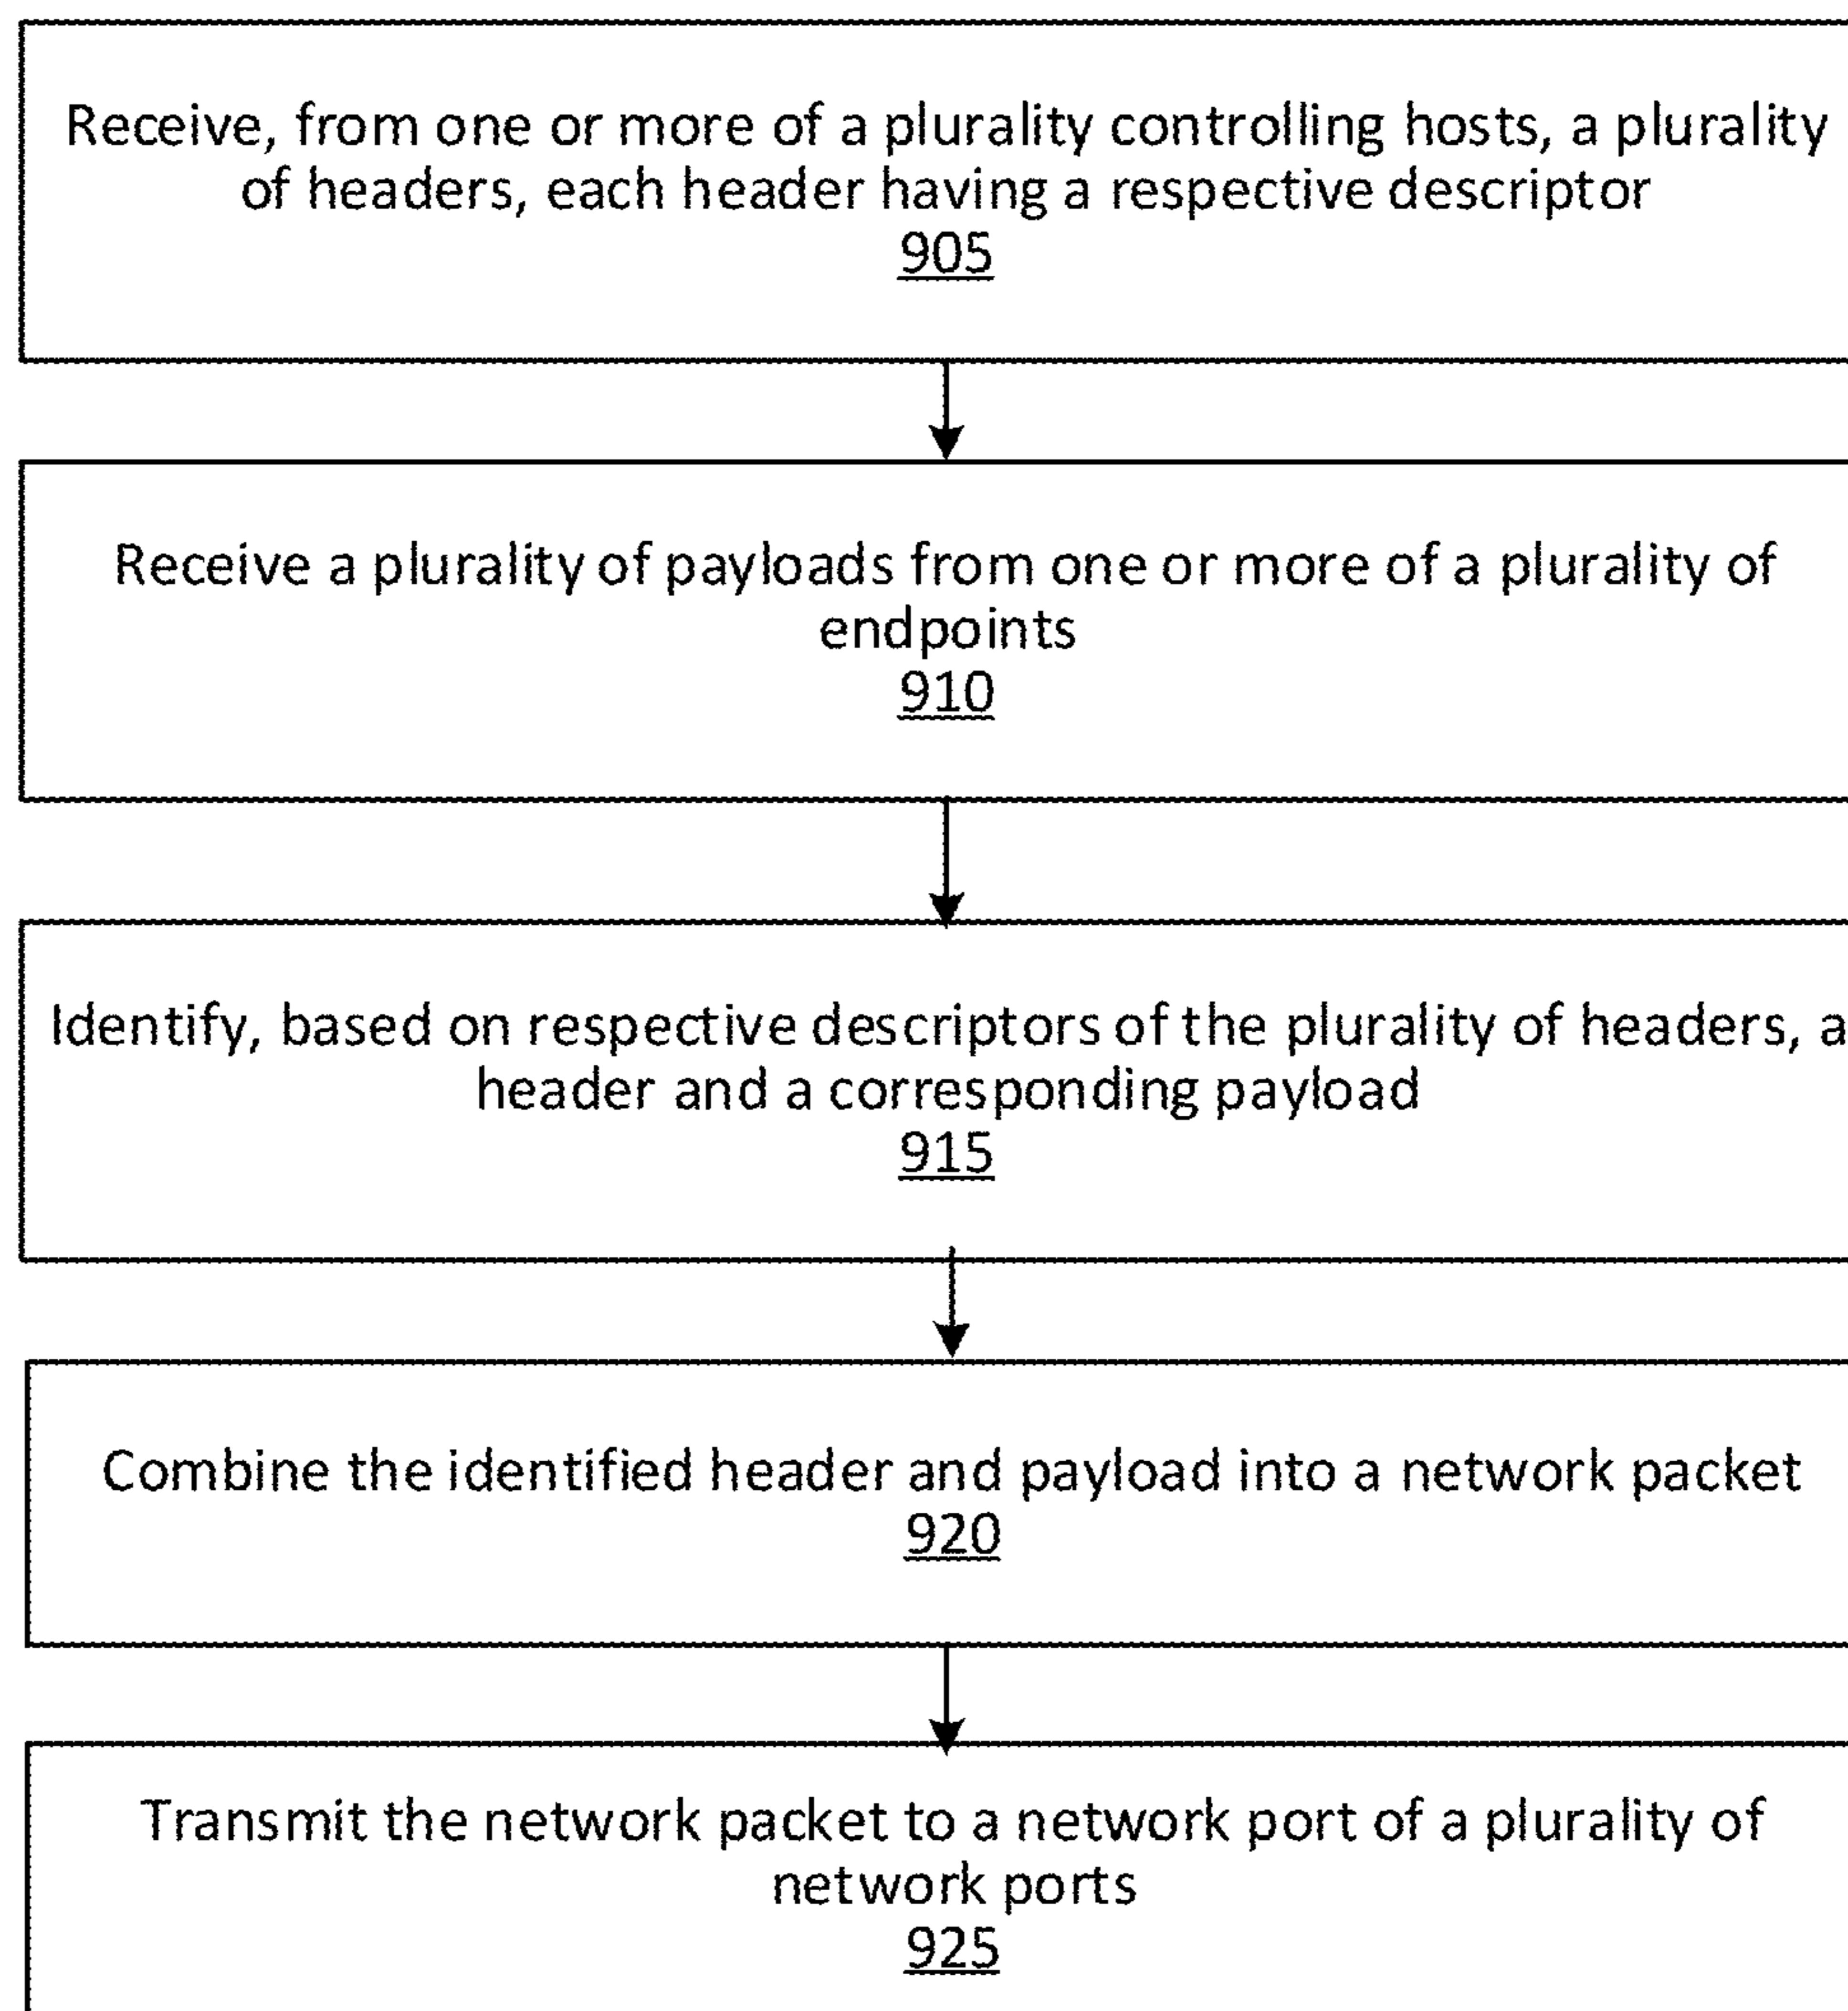 Receive, from one or more of a plurality controlling hosts, a plurality
of headers, each header having a respective descriptor
905
Receive a plurality of payloads from one or more of a plurality of
endpoints
910
Identify, based on respective descriptors of the plurality of headers, a
header and a corresponding payload
915
Combine the identified header and payload into a network packet
920
Transmit the network packet to a network port of a plurality of
network ports
925